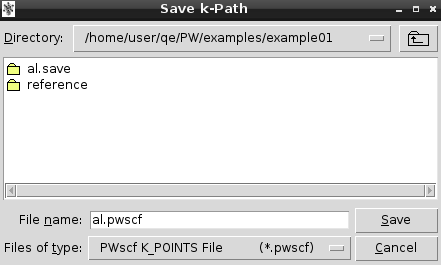 Save k-Path
Directory: /home/user/qe/PW/examples/example01
al.save
reference
File name: al.pwscf Save
Files of type: PWscf K_POINTS File (*.pwscf) Cancel